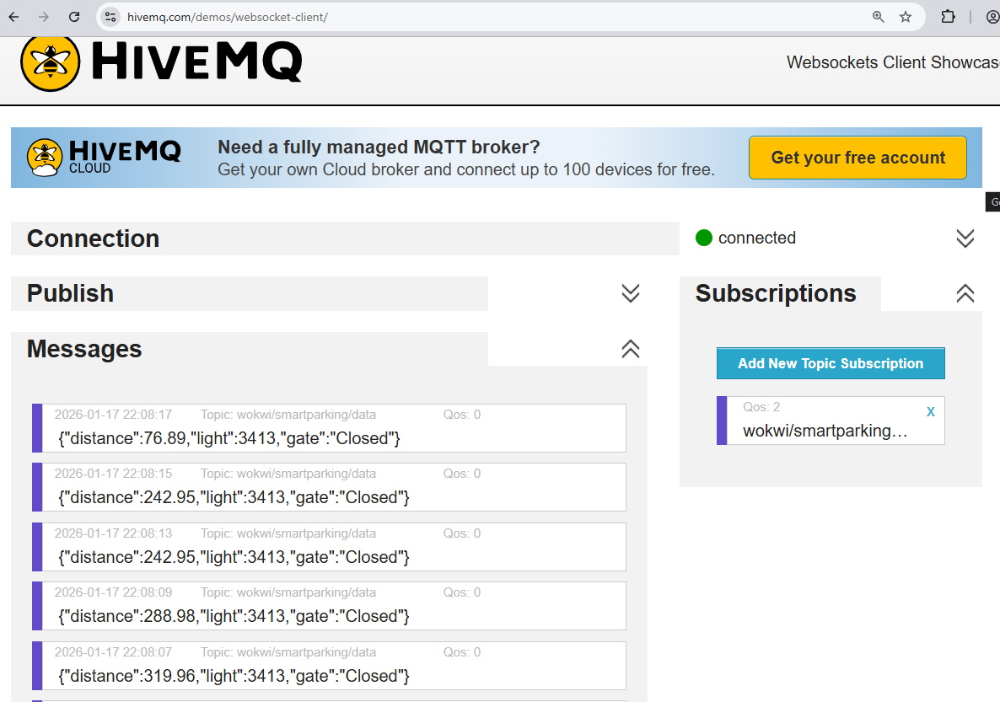 hivemq.com/demos/websocket-client/
HIVEMQ
Websockets Client Showcas
HIVEMQ
CLOUD
Need a fully managed MQTT broker?
Get your own Cloud broker and connect up to 100 devices for free.
Get your free account
Connection
connected
Publish
Subscriptions
Messages
Add New Topic Subscription
Qos: 2
X
wokwi/smartparking…
2026-01-17 22:08:17 Topic: wokwi/smartparking/data Qos: 0
{"distance":76.89,"light":3413,"gate":"Closed"}
2026-01-17 22:08:15 Topic: wokwi/smartparking/data Qos: 0
{"distance":242.95,"light":3413,"gate":"Closed"}
2026-01-17 22:08:13 Topic: wokwi/smartparking/data Qos: 0
{"distance":242.95,"light":3413,"gate":"Closed"}
2026-01-17 22:08:09 Topic: wokwi/smartparking/data Qos: 0
{"distance":288.98,"light":3413,"gate":"Closed"}
2026-01-17 22:08:07 Topic: wokwi/smartparking/data Qos: 0
{"distance":319.96,"light":3413,"gate":"Closed"}